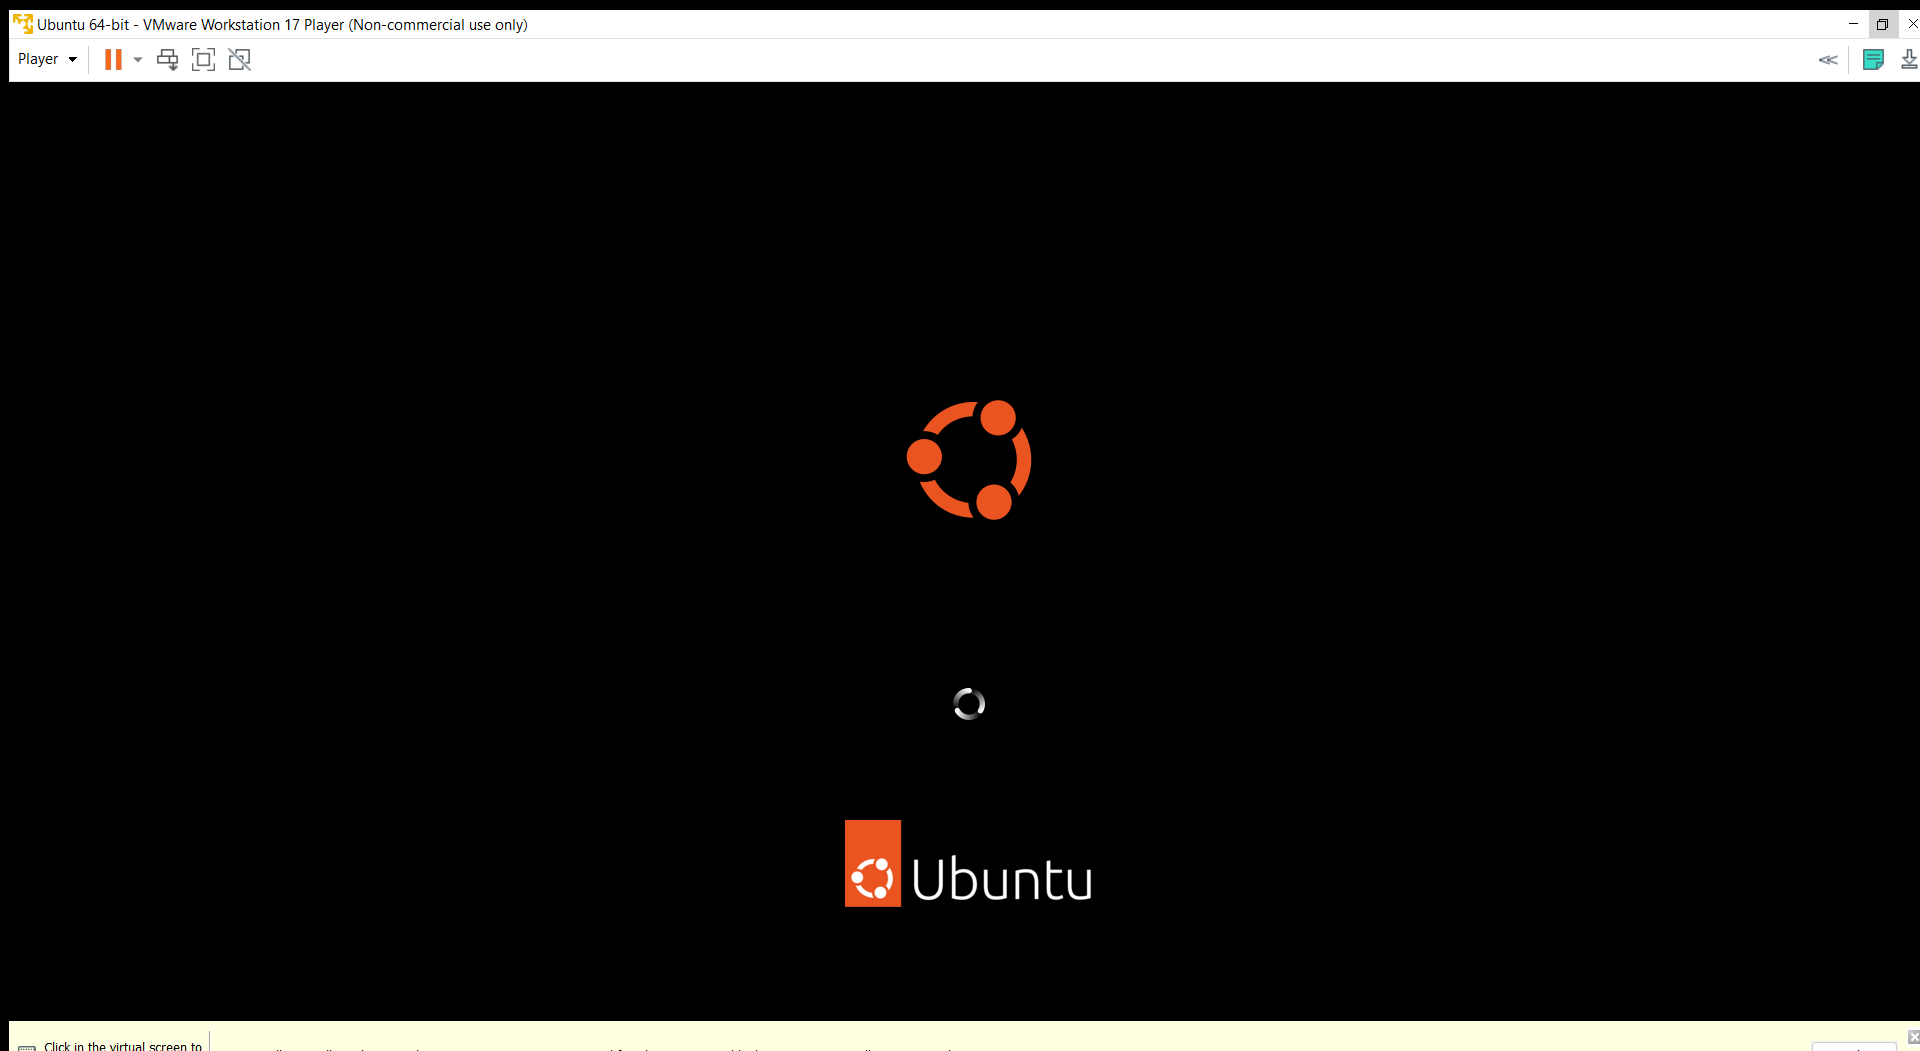 Ubuntu 64-bit - VMware Workstation 17 Player (Non-commercial use only)
Player
Ubuntu
Click in the virtual screen to